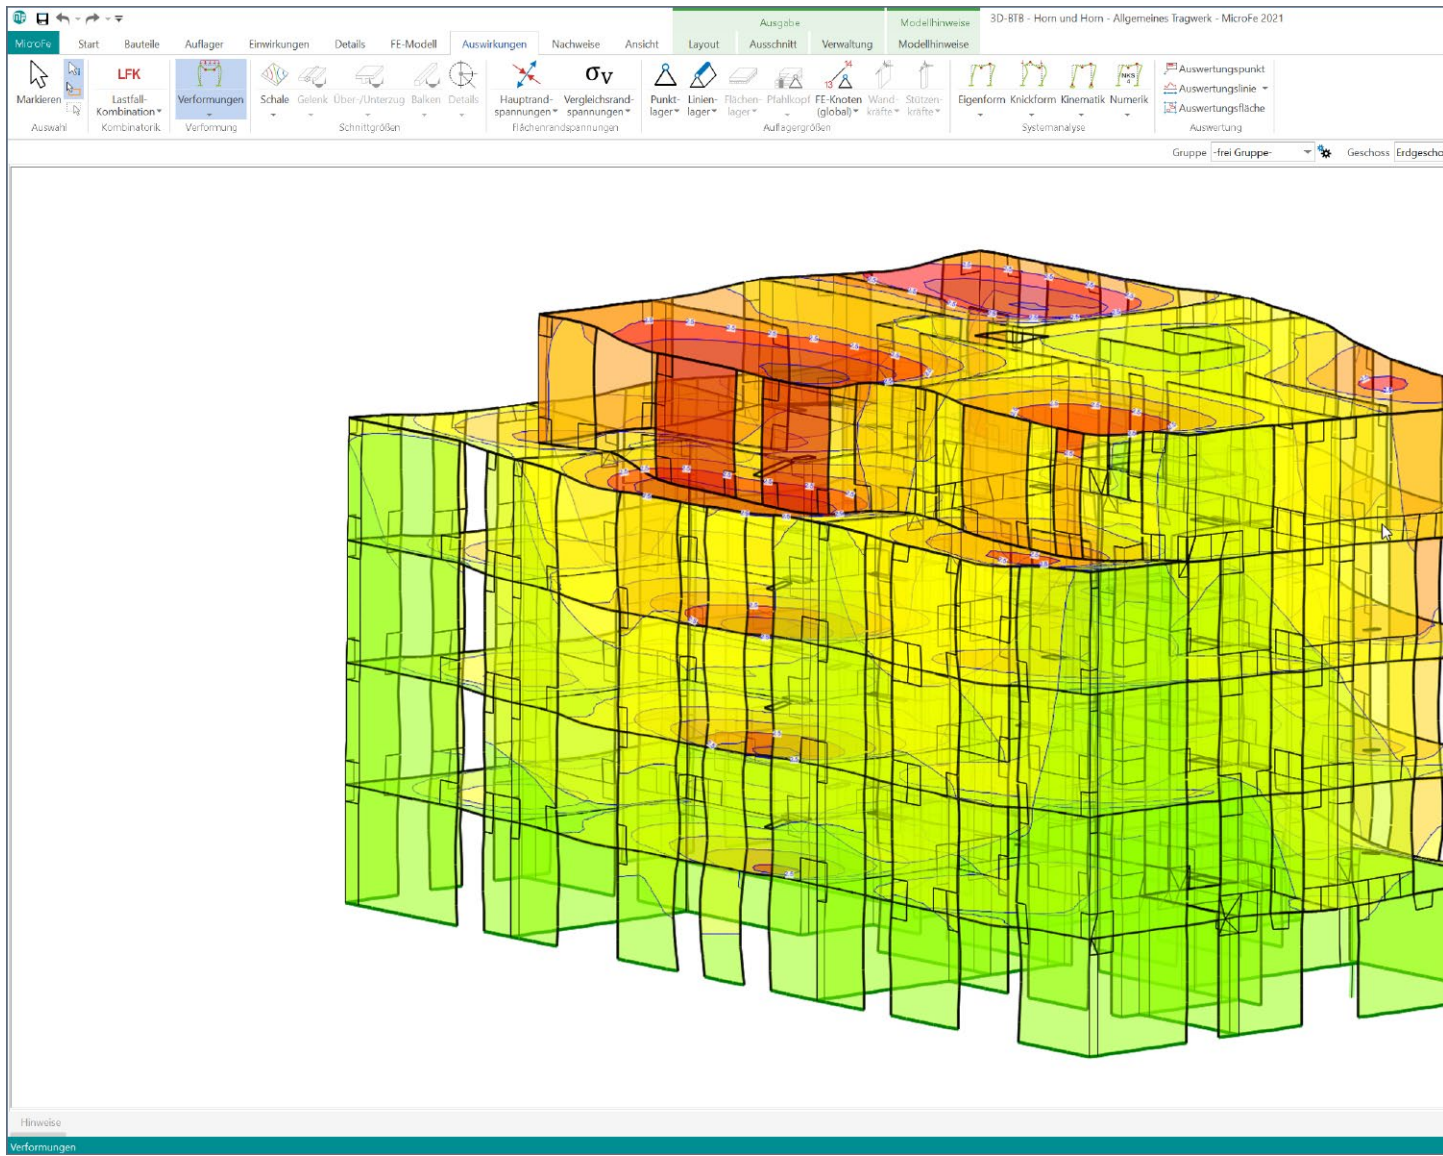 Ausgabe Modellhinweise 3D-BTB - Horn und Horn - Allgemeines Tragwerk - MicroFe 2021
MicroFe Start Bauteile Auflager Einwirkungen Details FE-Modell Auswirkungen Nachweise Ansicht Layout Ausschnitt Verwaltung Modellhinweise
LFK σv
Markieren Lastfall- Verformungen Schale Gelenk Über-/Unterzug Balken Details Hauptrand- Vergleichsrand- Punkt- Linien- Flächen- Pfahlkopf FE-Knoten Wand- Stützen- Eigenform Knickform Kinematik Numerik Auswertungspunkt
Kombination spannungen spannungen lager lager lager (global) kräfte kräfte Auswertungslinie
Auswertungsfläche
Auswahl Kombinatorik Verformung Schnittgrößen Flächenrandspannungen Auflagergrößen Systemanalyse Auswertung
Gruppe -frei Gruppe- Geschoss Erdgescho
Hinweise
Verformungen